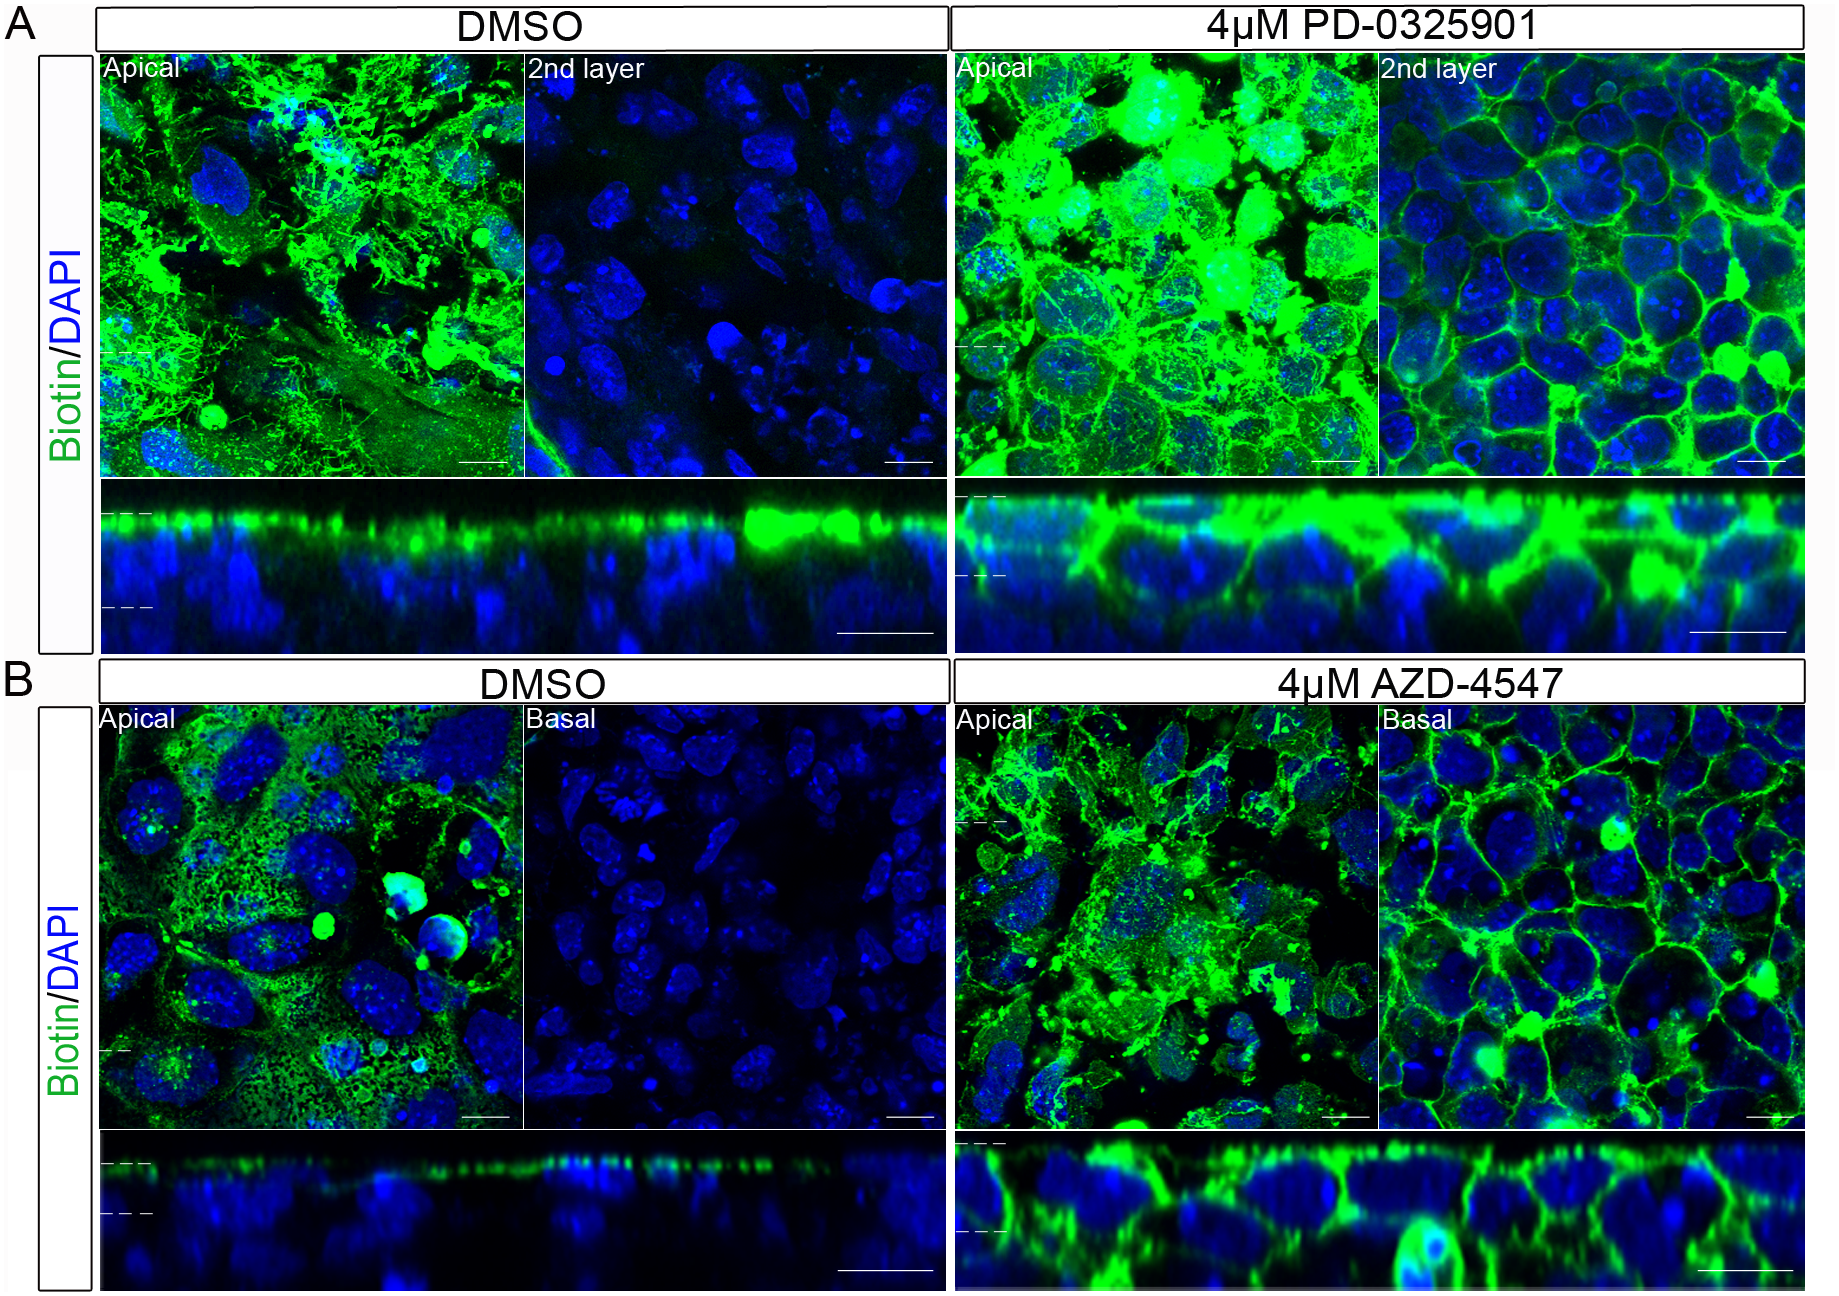 A
DMSO
4µM PD-0325901
Apical
2nd layer
Apical
2nd layer
Biotin/DAPI
B
DMSO
4µM AZD-4547
Apical
Basal
Apical
Basal
Biotin/DAPI